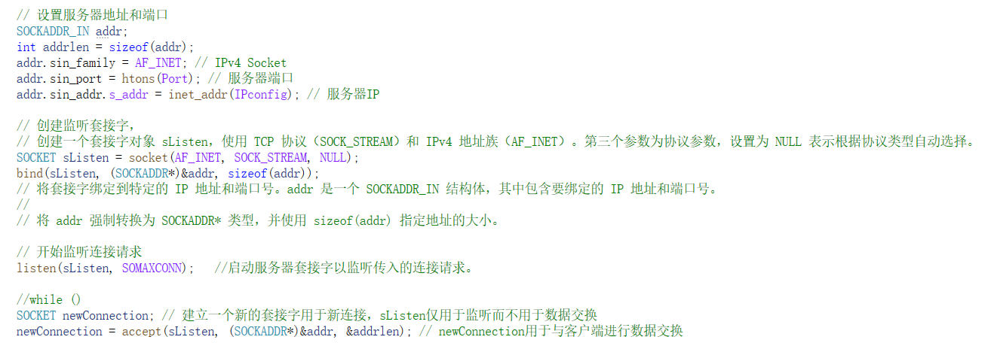 // 设置服务器地址和端口
SOCKADDR_IN addr;
int addrlen = sizeof(addr);
addr.sin_family = AF_INET; // IPv4 Socket
addr.sin_port = htons(Port); // 服务器端口
addr.sin_addr.s_addr = inet_addr(IPconfig); // 服务器IP
// 创建监听套接字，
// 创建一个套接字对象 sListen，使用 TCP 协议（SOCK_STREAM）和 IPv4 地址族（AF_INET）。第三个参数为协议参数，设置为 NULL 表示根据协议类型自动选择。
SOCKET sListen = socket(AF_INET, SOCK_STREAM, NULL);
bind(sListen, (SOCKADDR*)&addr, sizeof(addr));
// 将套接字绑定到特定的 IP 地址和端口号。addr 是一个 SOCKADDR_IN 结构体，其中包含要绑定的 IP 地址和端口号。
//
// 将 addr 强制转换为 SOCKADDR* 类型，并使用 sizeof(addr) 指定地址的大小。
// 开始监听连接请求
listen(sListen, SOMAXCONN);   //启动服务器套接字以监听传入的连接请求。
//while ()
SOCKET newConnection; // 建立一个新的套接字用于新连接，sListen仅用于监听而不用于数据交换
newConnection = accept(sListen, (SOCKADDR*)&addr, &addrlen); // newConnection用于与客户端进行数据交换